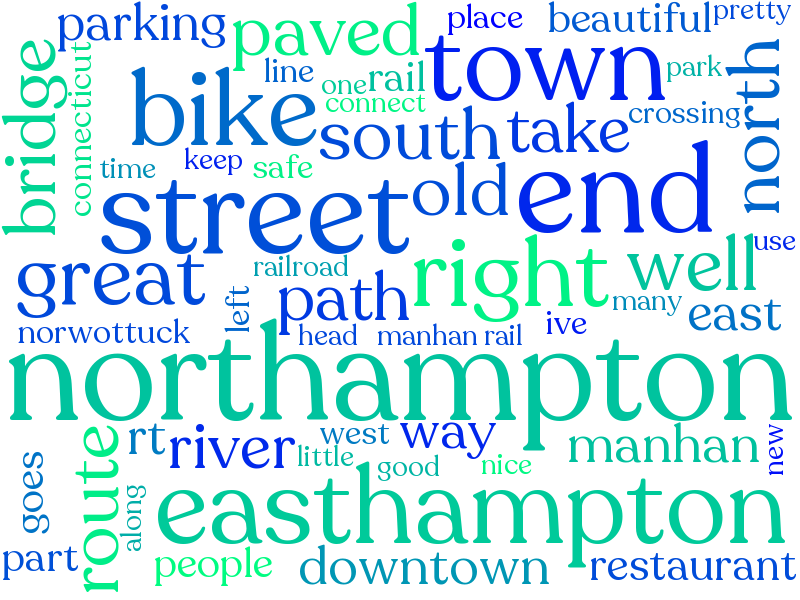 parking
paved
place
beautiful
pretty
bridge
connecticut
bike
line
one
rail
connect
town
park
north
crossing
south
take
time
keep
safe
street
old
end
great
railroad
right
well
use
left
path
many
east
norwottuck
head
manhan rail
ive
northampton
route
rt
river
west
way
manhan
new
goes
along
little
good
nice
easthampton
part
people
downtown
restaurant